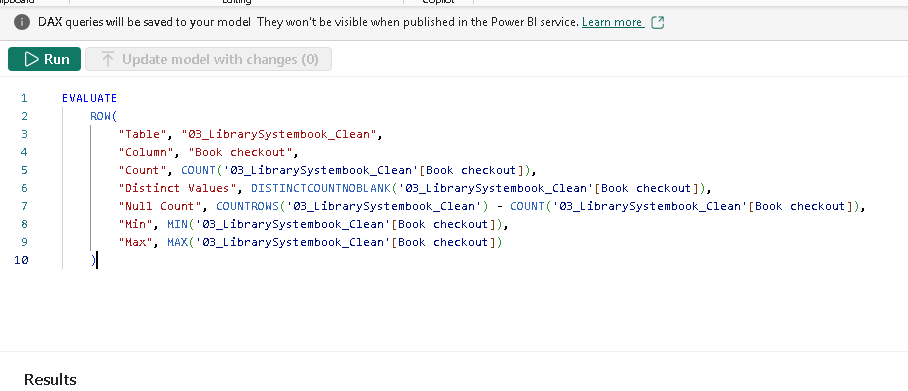 DAX queries will be saved to your model. They won't be visible when published in the Power BI service. Learn more
Run
Update model with changes (0)
1 EVALUATE
2 ROW(
3 "Table", "03_LibrarySystembook_Clean",
4 "Column", "Book checkout",
5 "Count", COUNT('03_LibrarySystembook_Clean'[Book checkout]),
6 "Distinct Values", DISTINCTCOUNTNOBLANK('03_LibrarySystembook_Clean'[Book checkout]),
7 "Null Count", COUNTROWS('03_LibrarySystembook_Clean') - COUNT('03_LibrarySystembook_Clean'[Book checkout]),
8 "Min", MIN('03_LibrarySystembook_Clean'[Book checkout]),
9 "Max", MAX('03_LibrarySystembook_Clean'[Book checkout])
10 )
Results